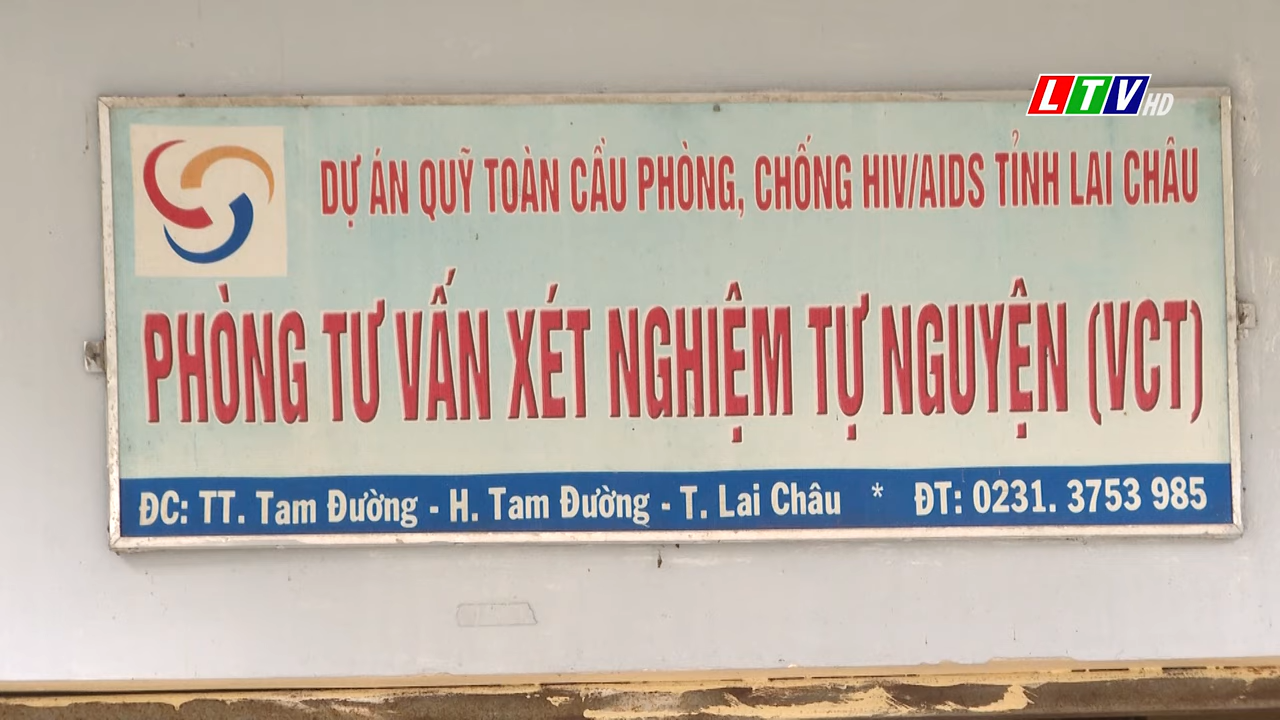 LTV HD
DỰ ÁN QUỸ TOÀN CẦU PHÒNG, CHỐNG HIV/AIDS TỈNH LAI CHÂU
PHÒNG TƯ VẤN XÉT NGHIỆM TỰ NGUYỆN (VCT)
ĐC: TT. Tam Đường - H. Tam Đường - T. Lai Châu * ĐT: 0231. 3753 985